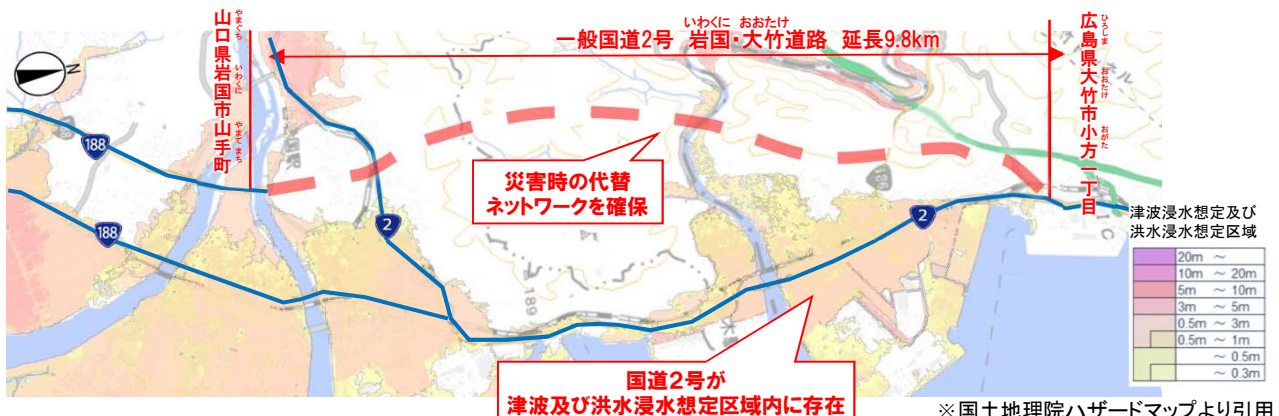 いわくに おおたけ
一般国道2号 岩国・大竹道路 延長9.8km
やまぐち いわくに やまてまち
山口県岩国市山手町
ひろしま おおたけ おがた
広島県大竹市小方一丁目
N
188
188
2
2
189
災害時の代替
ネットワークを確保
国道2号が
津波及び洪水浸水想定区域内に存在
津波浸水想定及び
洪水浸水想定区域
20m ～
10m ～ 20m
5m ～ 10m
3m ～ 5m
0.5m ～ 3m
0.5m ～ 1m
～ 0.5m
～ 0.3m
※国土地理院ハザードマップより引用